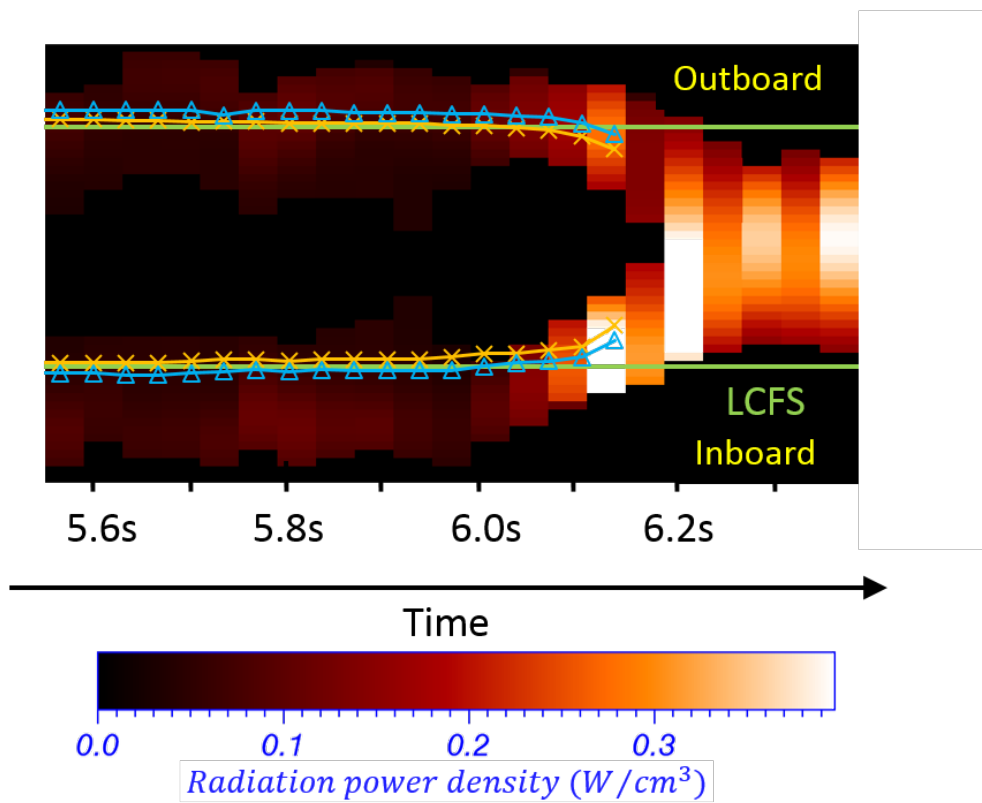 Outboard
LCFS
Inboard
5.6s 5.8s 6.0s 6.2s
Time
0.0 0.1 0.2 0.3
Radiation power density (W/cm³)